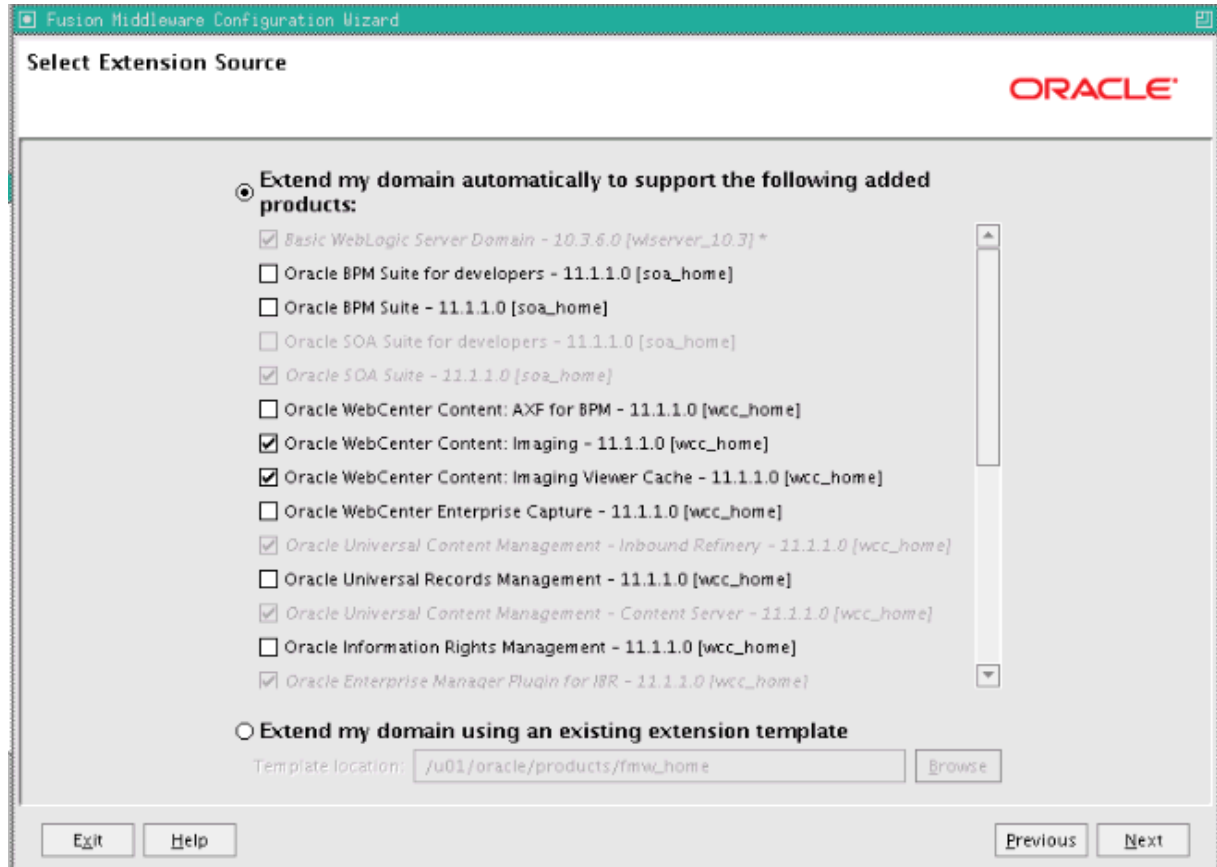 Fusion Middleware Configuration Wizard
Select Extension Source
ORACLE
Extend my domain automatically to support the following added
products:
Basic WebLogic Server Domain - 10.3.6.0 [wlserver_10.3] *
Oracle BPM Suite for developers - 11.1.1.0 [soa_home]
Oracle BPM Suite - 11.1.1.0 [soa_home]
Oracle SOA Suite for developers - 11.1.1.0 [soa_home]
Oracle SOA Suite - 11.1.1.0 [soa_home]
Oracle WebCenter Content: AXF for BPM - 11.1.1.0 [wcc_home]
Oracle WebCenter Content: Imaging - 11.1.1.0 [wcc_home]
Oracle WebCenter Content: Imaging Viewer Cache - 11.1.1.0 [wcc_home]
Oracle WebCenter Enterprise Capture - 11.1.1.0 [wcc_home]
Oracle Universal Content Management - Inbound Refinery - 11.1.1.0 [wcc_home]
Oracle Universal Records Management - 11.1.1.0 [wcc_home]
Oracle Universal Content Management - Content Server - 11.1.1.0 [wcc_home]
Oracle Information Rights Management - 11.1.1.0 [wcc_home]
Oracle Enterprise Manager Plugin for IBR - 11.1.1.0 [wcc_home]
Extend my domain using an existing extension template
Template location: /u01/oracle/products/fmw_home Browse
Exit Help Previous Next